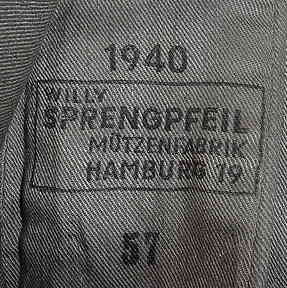 1940
WILLY
SPRENGPFEIL
MÜTZENFABRIK
HAMBURG 19
57